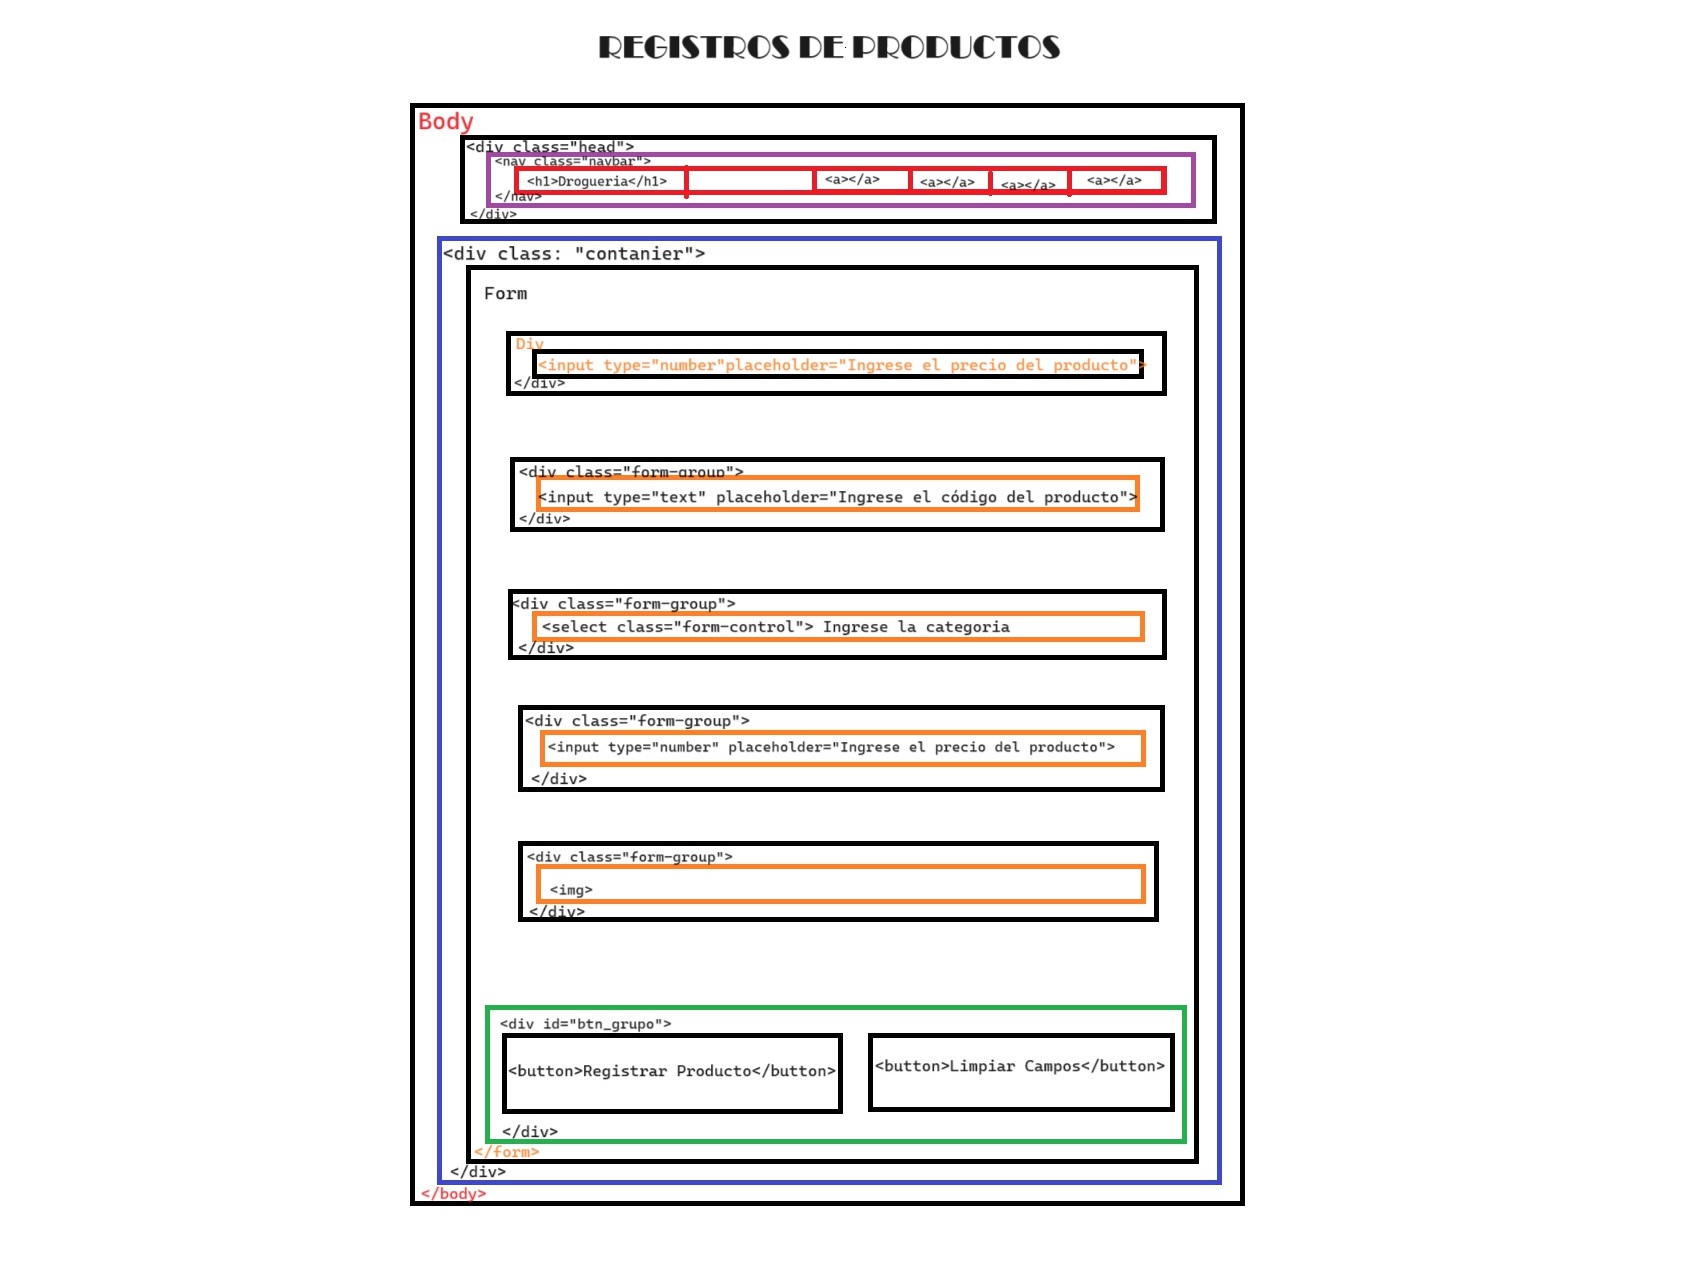 REGISTROS DE PRODUCTOS
Body
<div class="head">
<nav class="navbar">
<h1>Drogueria</h1> <a></a> <a></a> <a></a> <a></a>
</nav>
</div>
<div class: "contanier">
Form
Div
<input type="number"placeholder="Ingrese el precio del producto">
</div>
<div class="form-group">
<input type="text" placeholder="Ingrese el código del producto">
</div>
<div class="form-group">
<select class="form-control"> Ingrese la categoria
</div>
<div class="form-group">
<input type="number" placeholder="Ingrese el precio del producto">
</div>
<div class="form-group">
<img>
</div>
<div id="btn_grupo">
<button>Registrar Producto</button> <button>Limpiar Campos</button>
</div>
</form>
</div>
</body>